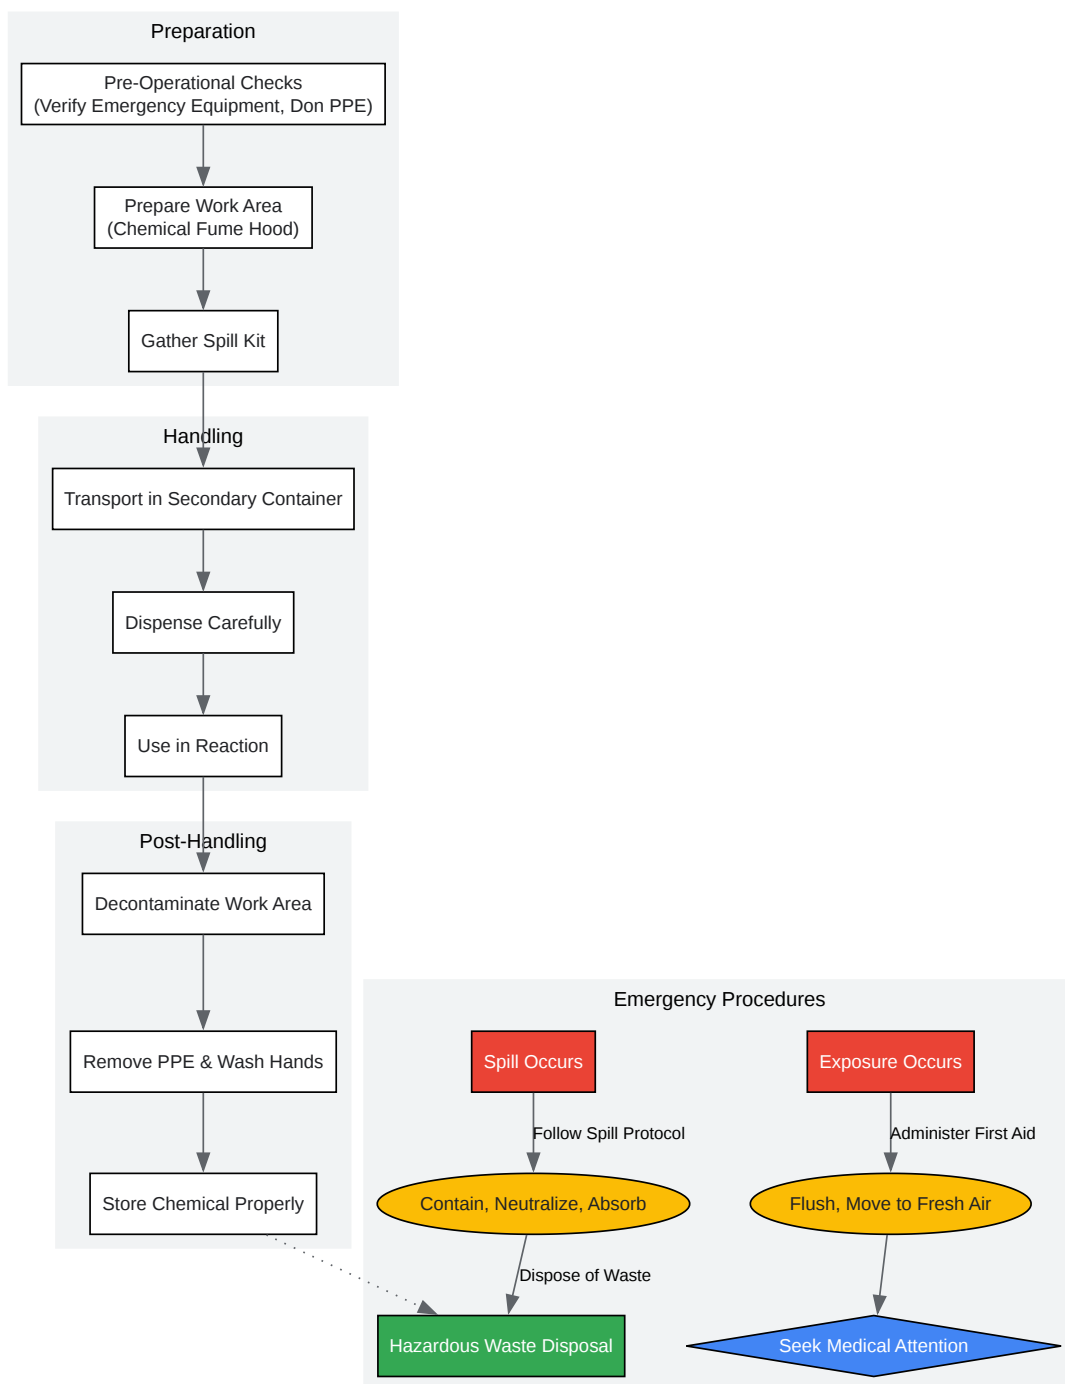 Preparation
Pre-Operational Checks
(Verify Emergency Equipment, Don PPE)
Prepare Work Area
(Chemical Fume Hood)
Gather Spill Kit
Handling
Transport in Secondary Container
Dispense Carefully
Use in Reaction
Post-Handling
Decontaminate Work Area
Remove PPE & Wash Hands
Store Chemical Properly
Emergency Procedures
Spill Occurs
Exposure Occurs
Follow Spill Protocol
Administer First Aid
Contain, Neutralize, Absorb
Flush, Move to Fresh Air
Dispose of Waste
Hazardous Waste Disposal
Seek Medical Attention